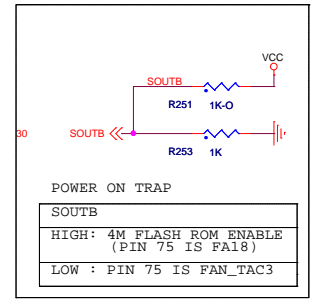 VCC
SOUTB
R251 1K-O
30 SOUTB
R253 1K
POWER ON TRAP
SOUTB
HIGH: 4M FLASH ROM ENABLE
(PIN 75 IS FA18)
LOW : PIN 75 IS FAN_TAC3